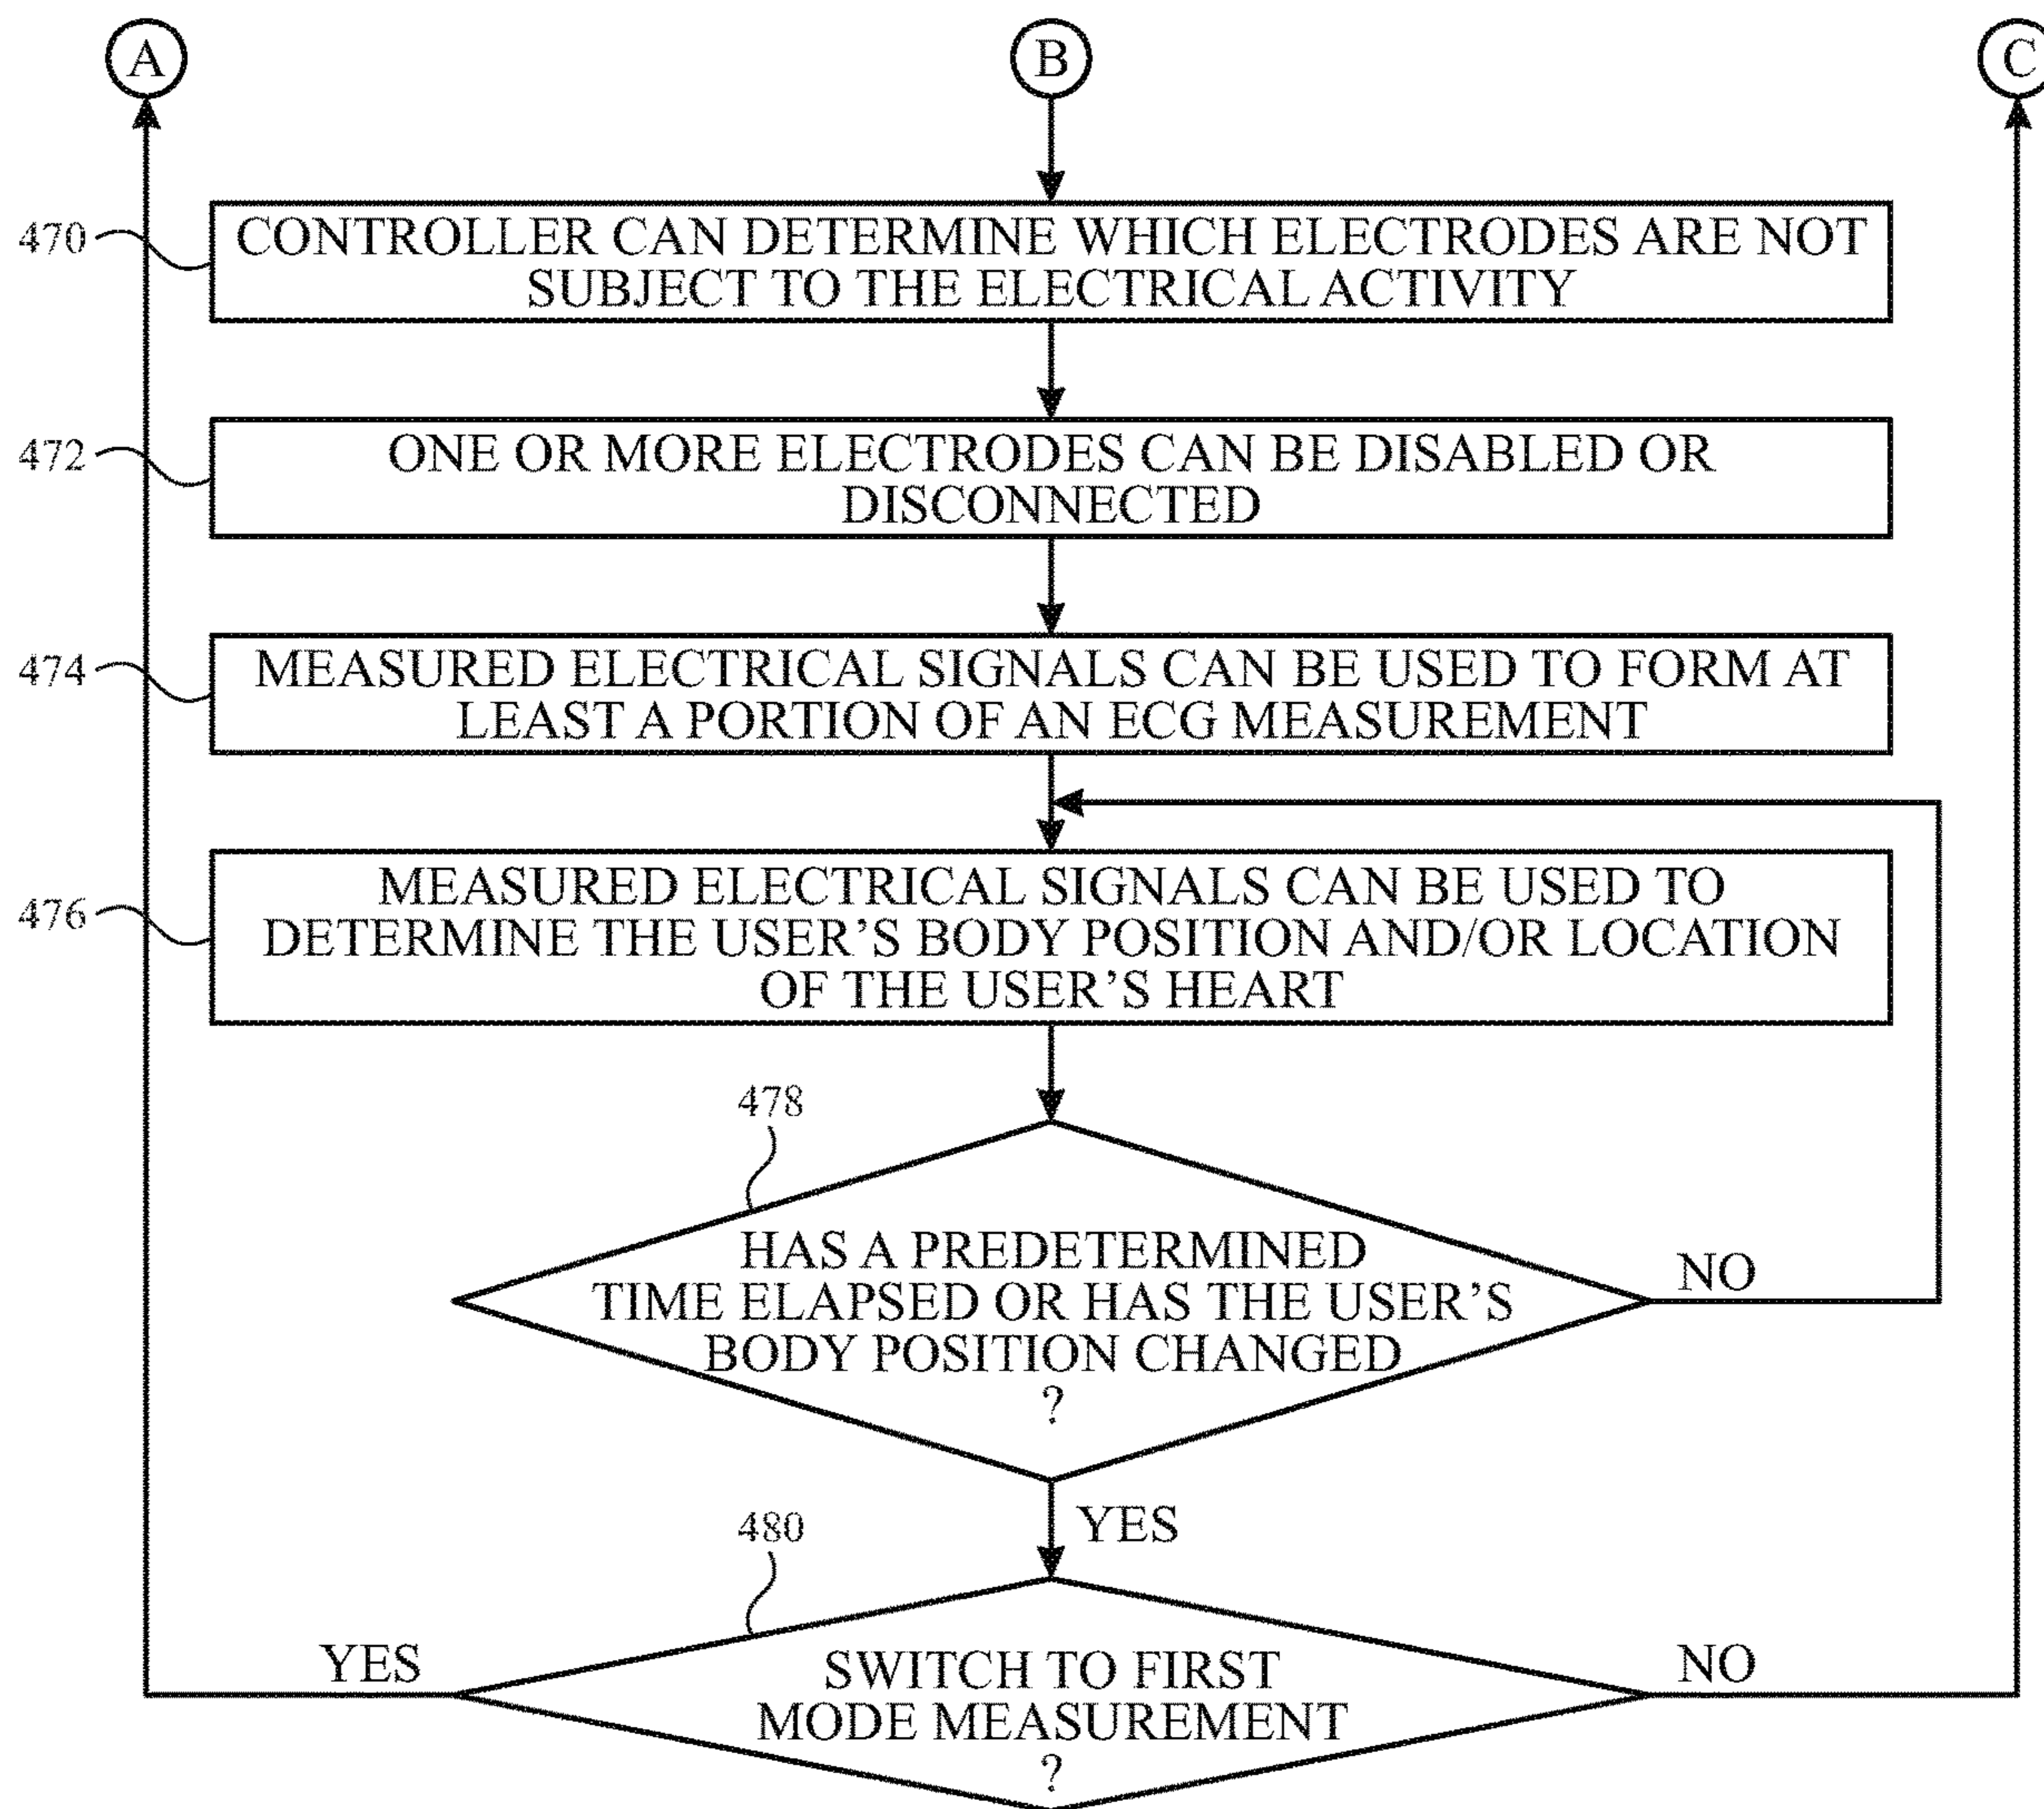 A
B
C
470
CONTROLLER CAN DETERMINE WHICH ELECTRODES ARE NOT
SUBJECT TO THE ELECTRICAL ACTIVITY
472
ONE OR MORE ELECTRODES CAN BE DISABLED OR
DISCONNECTED
474
MEASURED ELECTRICAL SIGNALS CAN BE USED TO FORM AT
LEAST A PORTION OF AN ECG MEASUREMENT
476
MEASURED ELECTRICAL SIGNALS CAN BE USED TO
DETERMINE THE USER’S BODY POSITION AND/OR LOCATION
OF THE USER’S HEART
478
HAS A PREDETERMINED
TIME ELAPSED OR HAS THE USER’S
BODY POSITION CHANGED
?
NO
YES
480
SWITCH TO FIRST
MODE MEASUREMENT
?
YES
NO